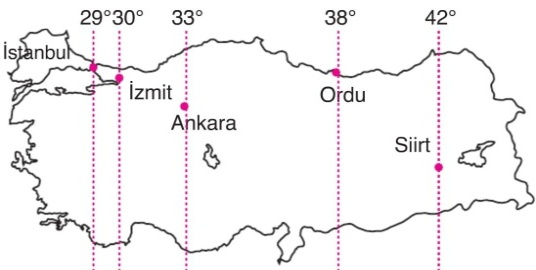 29° 30° 33° 38° 42°
İstanbul
İzmit
Ordu
Ankara
Siirt